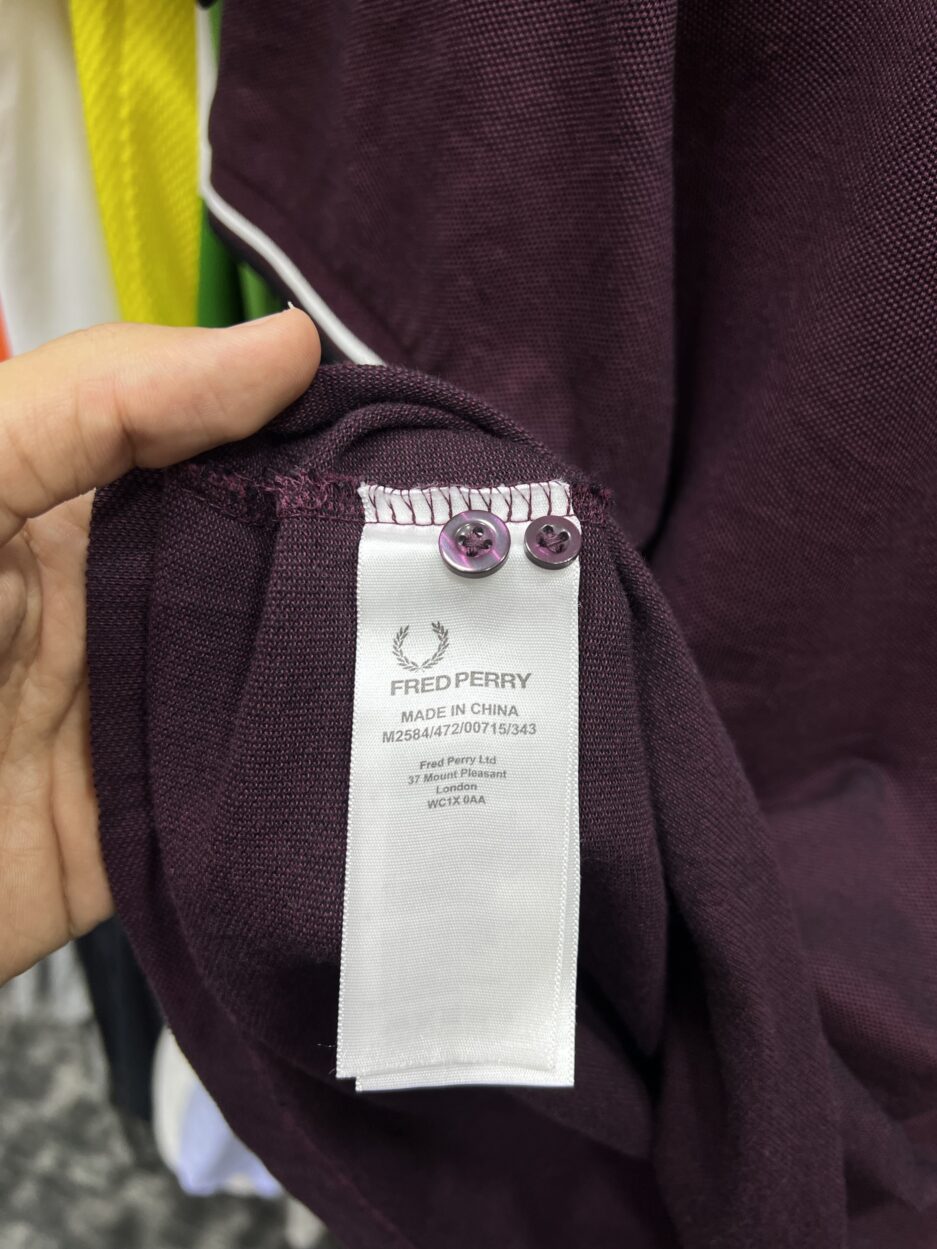 FRED PERRY
MADE IN CHINA
M2584/472/00715/343
Fred Perry Ltd
37 Mount Pleasant
London
WC1X 0AA